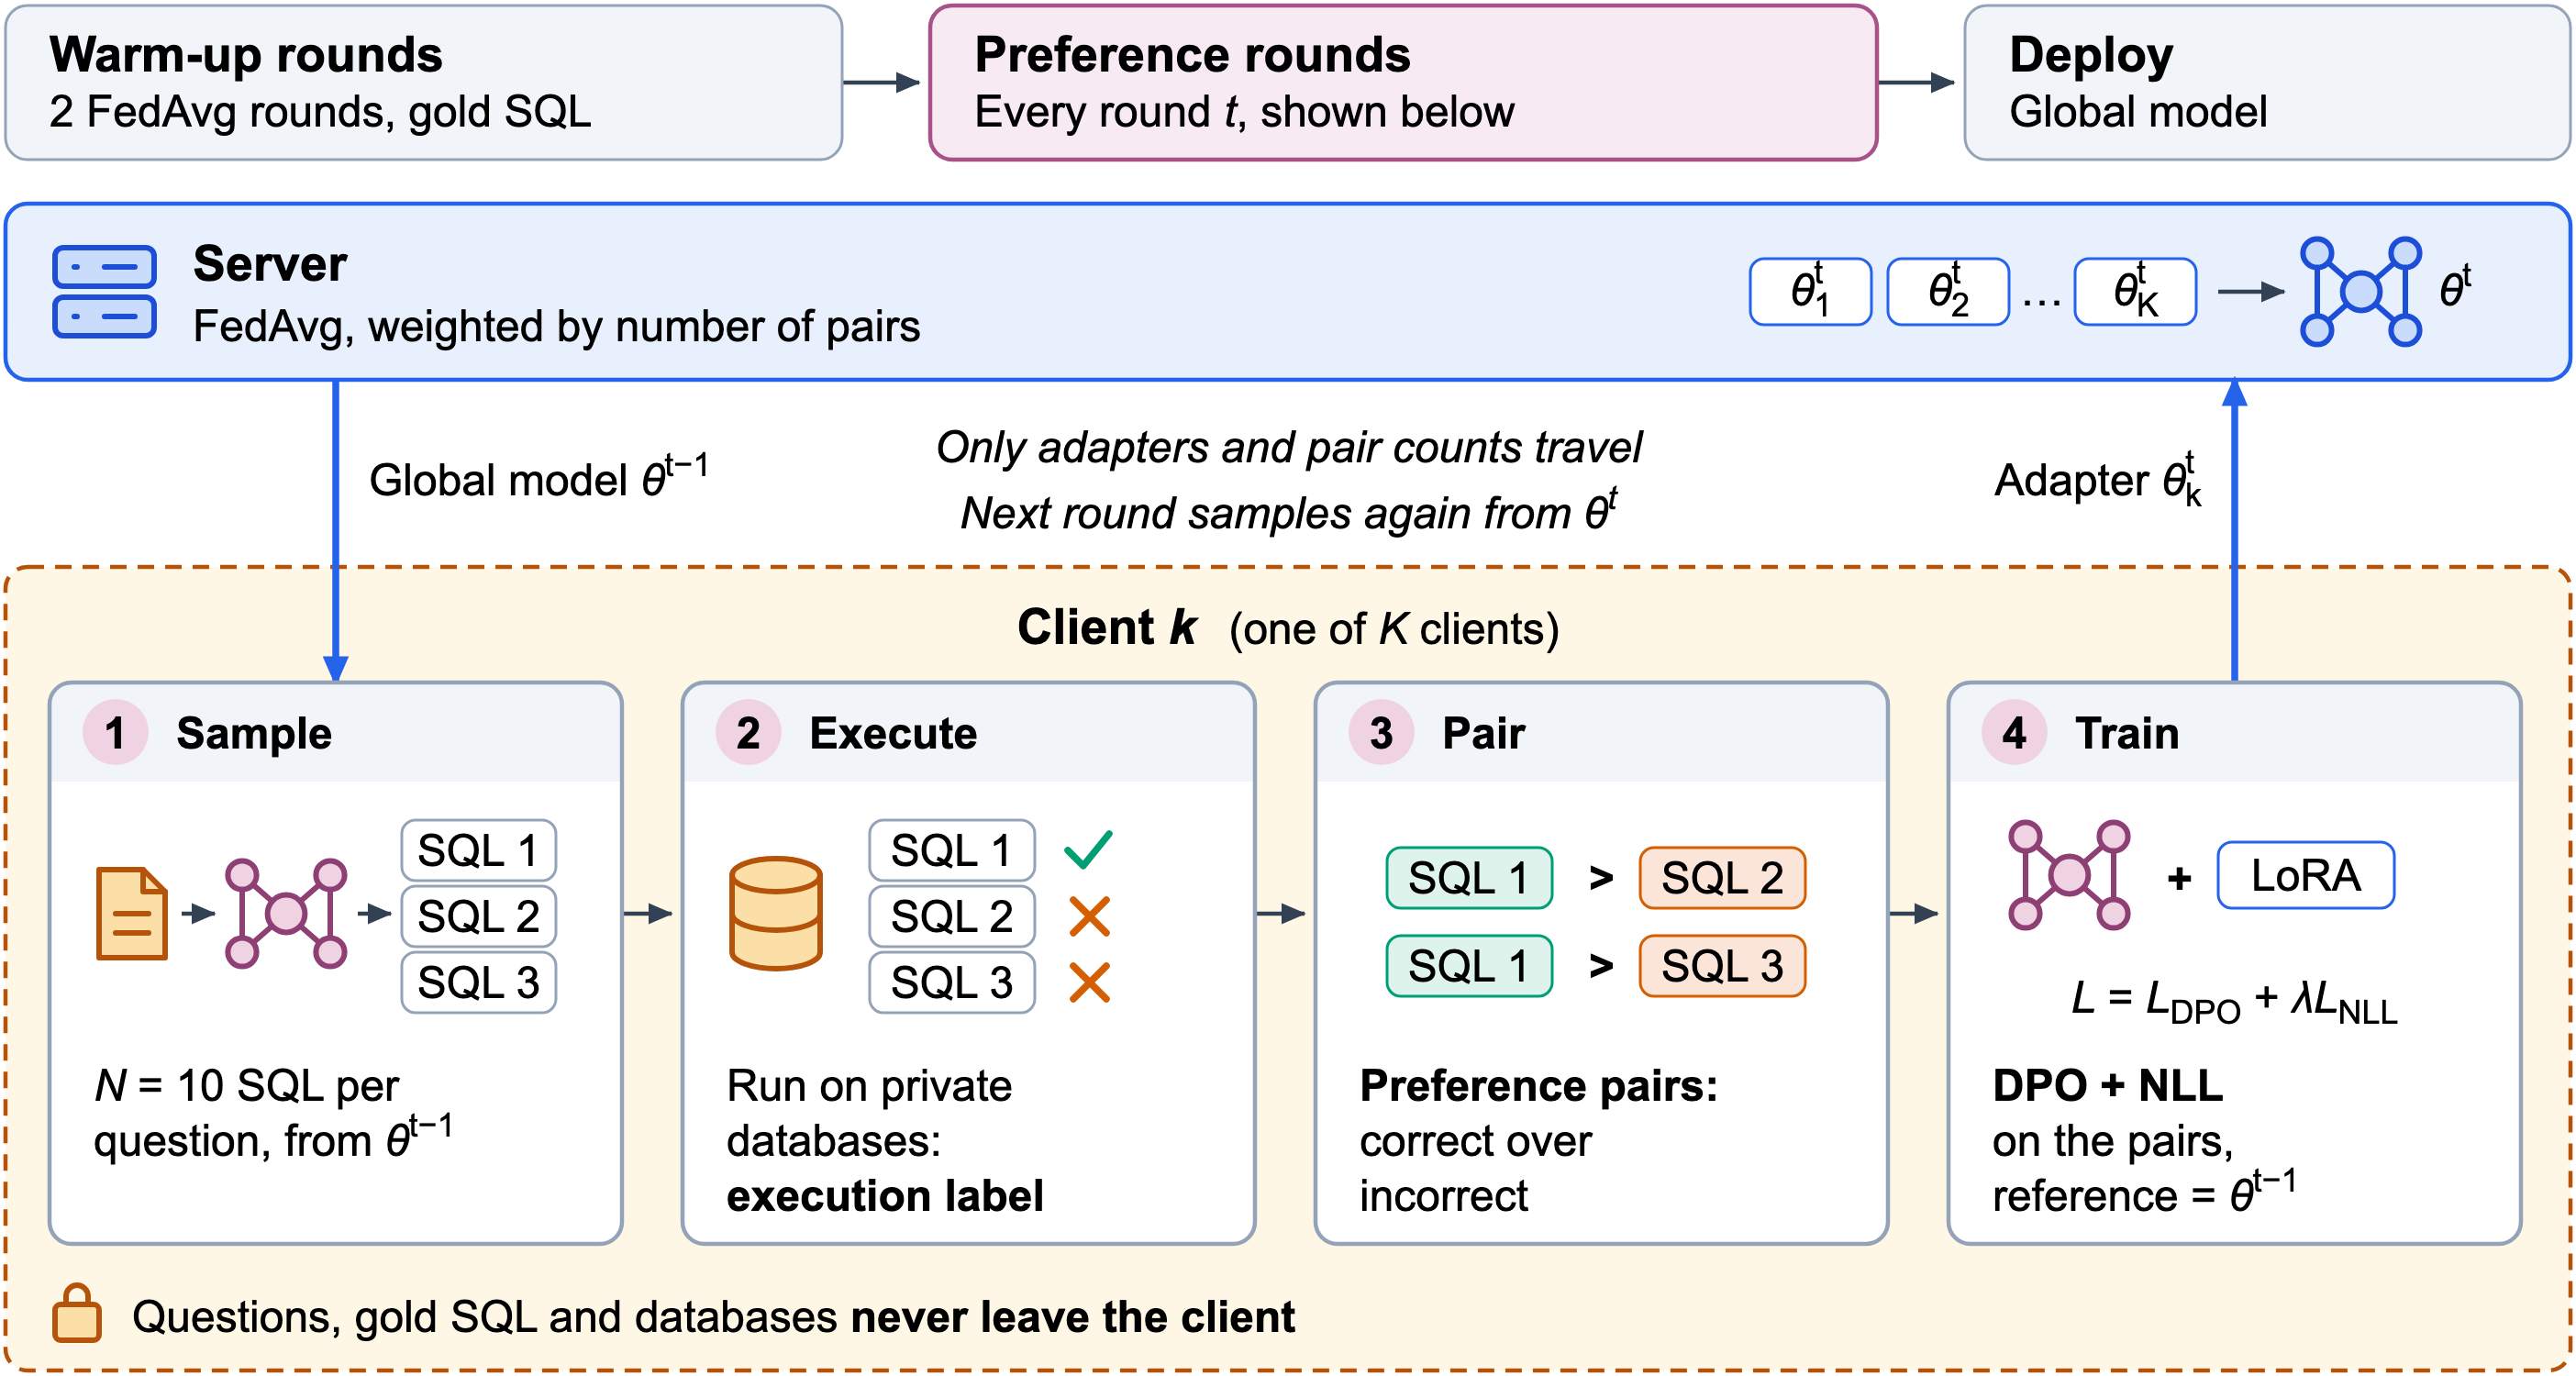 Warm-up rounds
2 FedAvg rounds, gold SQL
Preference rounds
Every round t, shown below
Deploy
Global model
Server
FedAvg, weighted by number of pairs
θ₁ᵗ θ₂ᵗ ... θ_Kᵗ θᵗ
Global model θᵗ⁻¹
Only adapters and pair counts travel
Next round samples again from θᵗ
Adapter θₖᵗ
Client k (one of K clients)
1 Sample
SQL 1
SQL 2
SQL 3
N = 10 SQL per
question, from θᵗ⁻¹
2 Execute
SQL 1
SQL 2
SQL 3
Run on private
databases:
execution label
3 Pair
SQL 1 > SQL 2
SQL 1 > SQL 3
Preference pairs:
correct over
incorrect
4 Train
+ LoRA
L = L_DPO + λL_NLL
DPO + NLL
on the pairs,
reference = θᵗ⁻¹
Questions, gold SQL and databases never leave the client